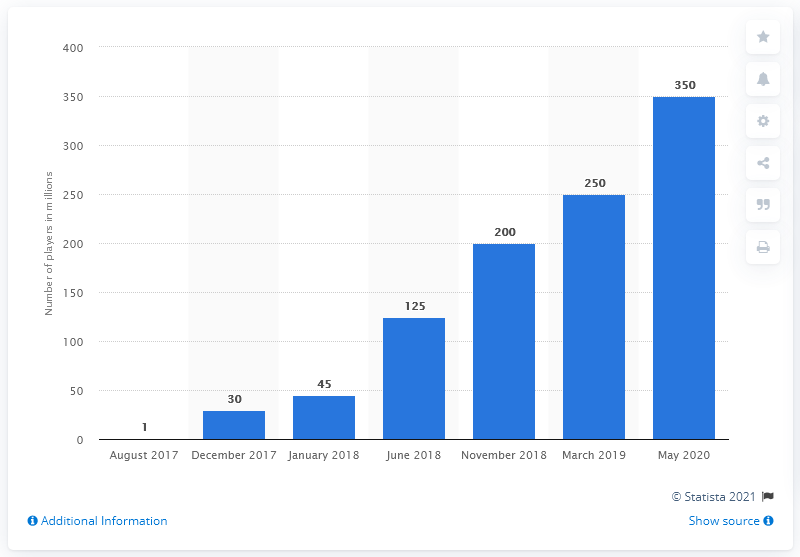 400
350
300
250
200
150
100
50
0
Number of players in millions
1
30
45
125
200
250
350
August 2017
December 2017
January 2018
June 2018
November 2018
March 2019
May 2020
© Statista 2021
Additional Information
Show source